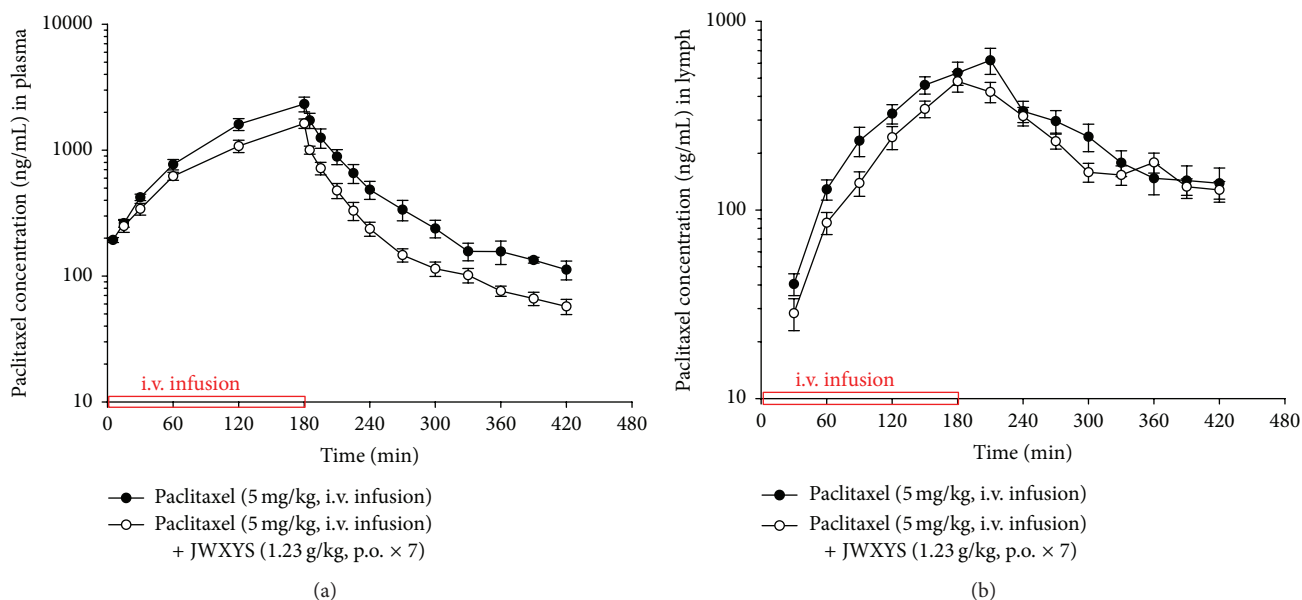 Paclitaxel concentration (ng/mL) in plasma
10000
1000
100
10
i.v. infusion
0 60 120 180 240 300 360 420 480
Time (min)
Paclitaxel (5 mg/kg, i.v. infusion)
Paclitaxel (5 mg/kg, i.v. infusion)
+ JWXYS (1.23 g/kg, p.o. × 7)
(a)
Paclitaxel concentration (ng/mL) in lymph
1000
100
10
i.v. infusion
0 60 120 180 240 300 360 420 480
Time (min)
Paclitaxel (5 mg/kg, i.v. infusion)
Paclitaxel (5 mg/kg, i.v. infusion)
+ JWXYS (1.23 g/kg, p.o. × 7)
(b)